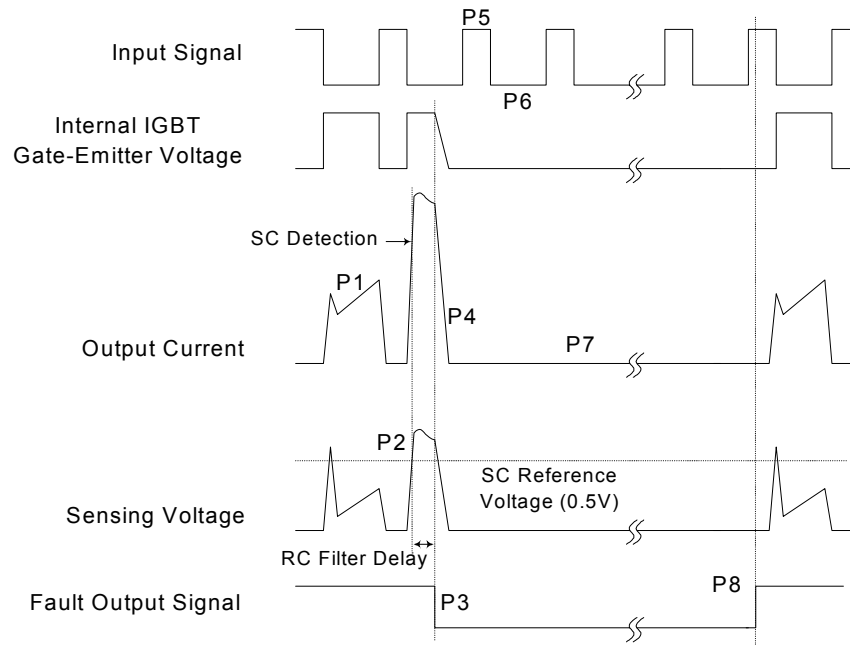 P5
Input Signal
P6
Internal IGBT
Gate-Emitter Voltage
SC Detection
P1
P4
Output Current
P7
P2
SC Reference
Voltage (0.5V)
Sensing Voltage
RC Filter Delay
P8
Fault Output Signal
P3